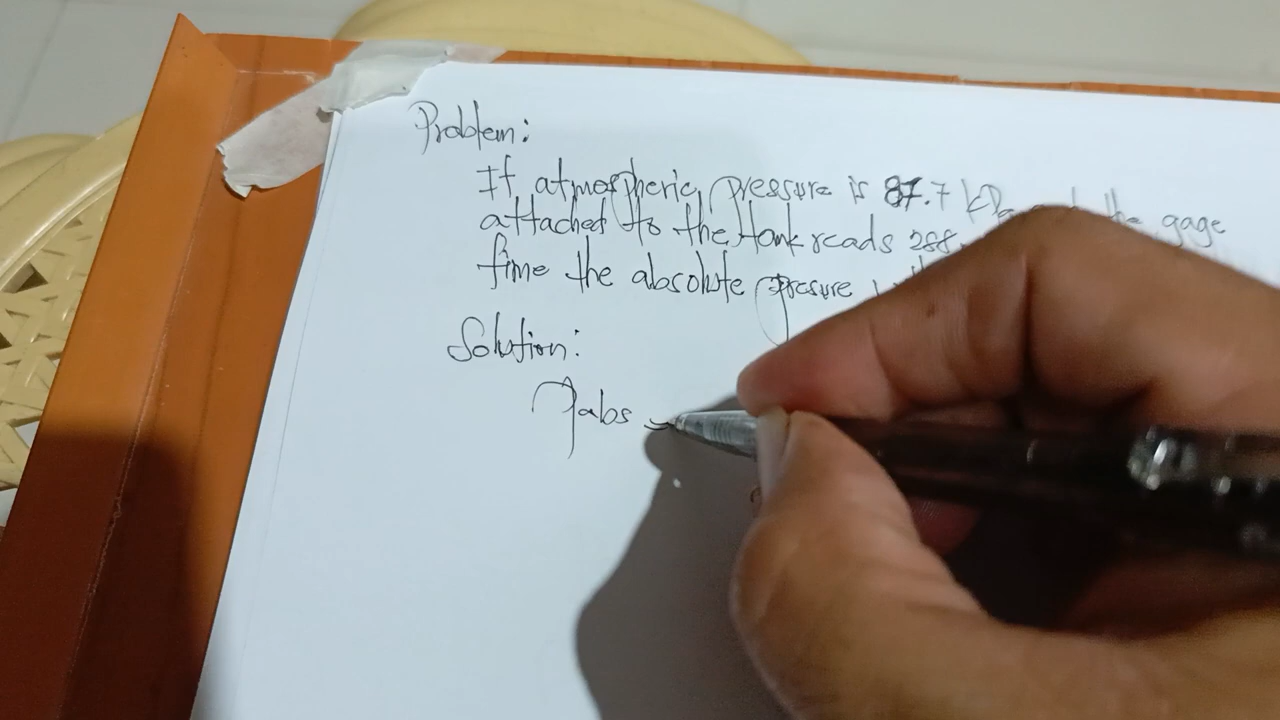 Problem:
If atmospheric pressure is 87.7 kPa the gage
attached to the tank reads 288
fime the absolute presure
Solution:
Pabs =